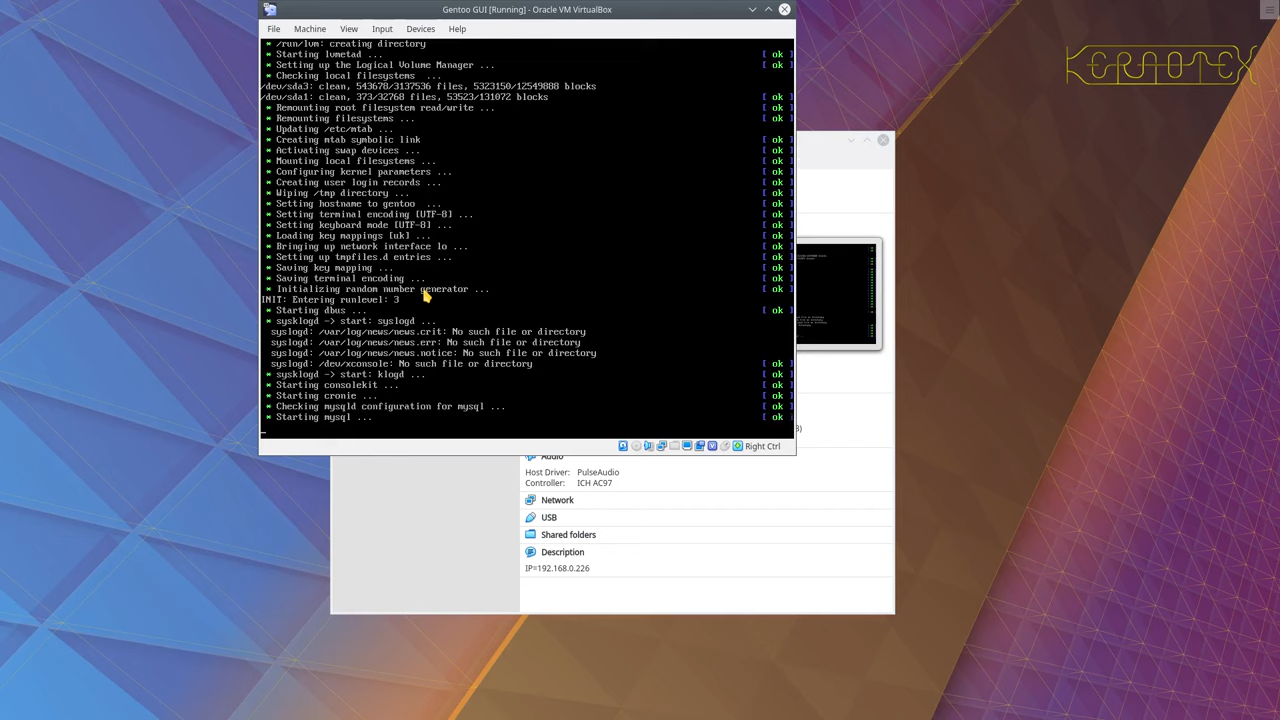 Gentoo GUI [Running] - Oracle VM VirtualBox
File Machine View Input Devices Help
* /run/lvm: creating directory
* Starting lvmetad ... [ ok ]
* Setting up the Logical Volume Manager ... [ ok ]
* Checking local filesystems ...
/dev/sda3: clean, 543678/3137536 files, 5323150/12549888 blocks
/dev/sda1: clean, 373/32768 files, 53523/131072 blocks [ ok ]
* Remounting root filesystem read/write ... [ ok ]
* Remounting filesystems ... [ ok ]
* Updating /etc/mtab ... [ ok ]
* Creating mtab symbolic link [ ok ]
* Activating swap devices ... [ ok ]
* Mounting local filesystems ... [ ok ]
* Configuring kernel parameters ... [ ok ]
* Creating user login records ... [ ok ]
* Wiping /tmp directory ... [ ok ]
* Setting hostname to gentoo ... [ ok ]
* Setting terminal encoding [UTF-8] ... [ ok ]
* Setting keyboard mode [UTF-8] ... [ ok ]
* Loading key mappings [uk] ... [ ok ]
* Bringing up network interface lo ... [ ok ]
* Setting up tmpfiles.d entries ... [ ok ]
* Saving key mapping ... [ ok ]
* Saving terminal encoding ... [ ok ]
* Initializing random number generator ... [ ok ]
INIT: Entering runlevel: 3
* Starting dbus ... [ ok ]
* sysklogd -> start: syslogd ...
syslogd: /var/log/news/news.crit: No such file or directory
syslogd: /var/log/news/news.err: No such file or directory
syslogd: /var/log/news/news.notice: No such file or directory
syslogd: /dev/xconsole: No such file or directory [ ok ]
* sysklogd -> start: klogd ... [ ok ]
* Starting consolekit ... [ ok ]
* Starting cronie ... [ ok ]
* Checking mysqld configuration for mysql ... [ ok ]
* Starting mysql ... [ ok
Right Ctrl
Audio
Host Driver: PulseAudio
Controller: ICH AC97
Network
USB
Shared folders
Description
IP=192.168.0.226